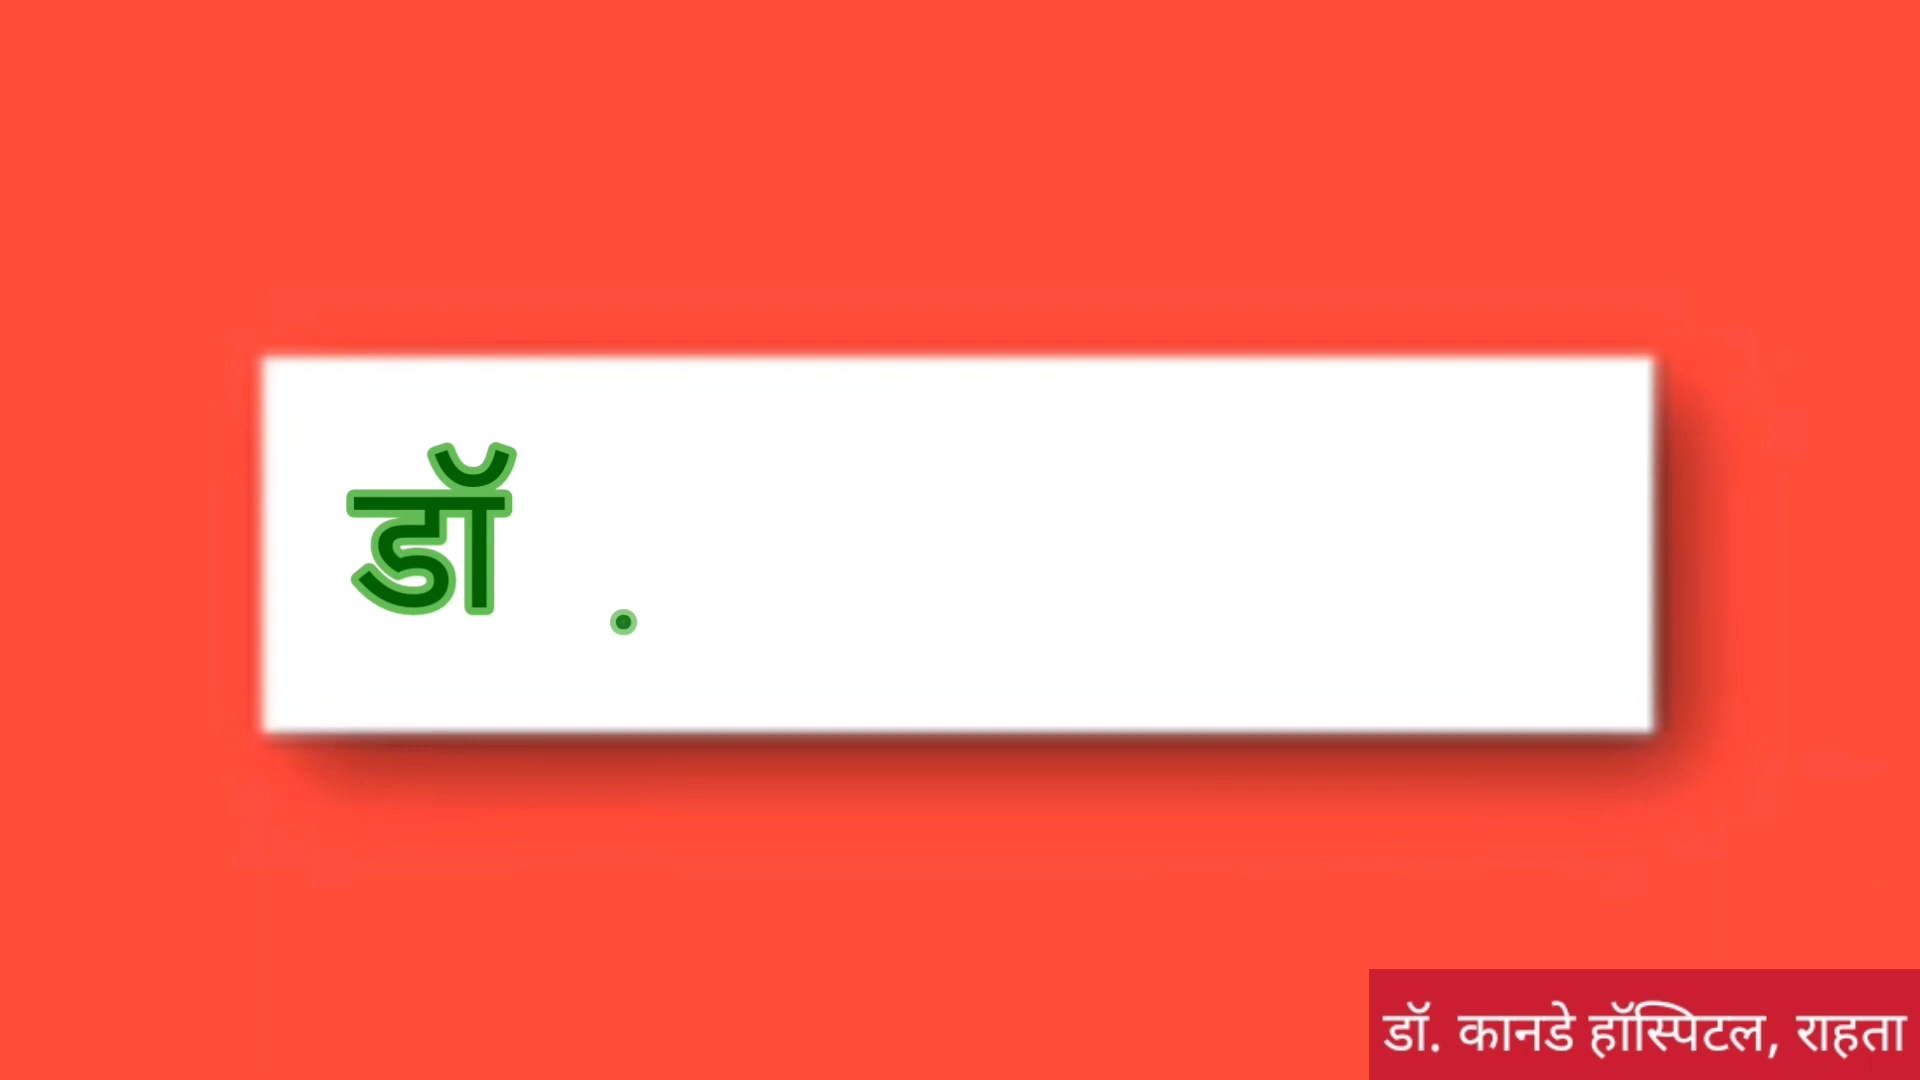 डॉ .
डॉ. कानडे हॉस्पिटल, राहता